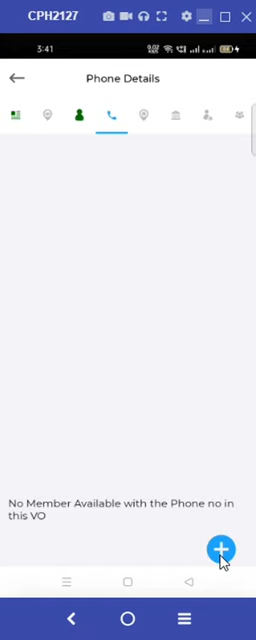 CPH2127
3:41
Phone Details
No Member Available with the Phone no in
this VO